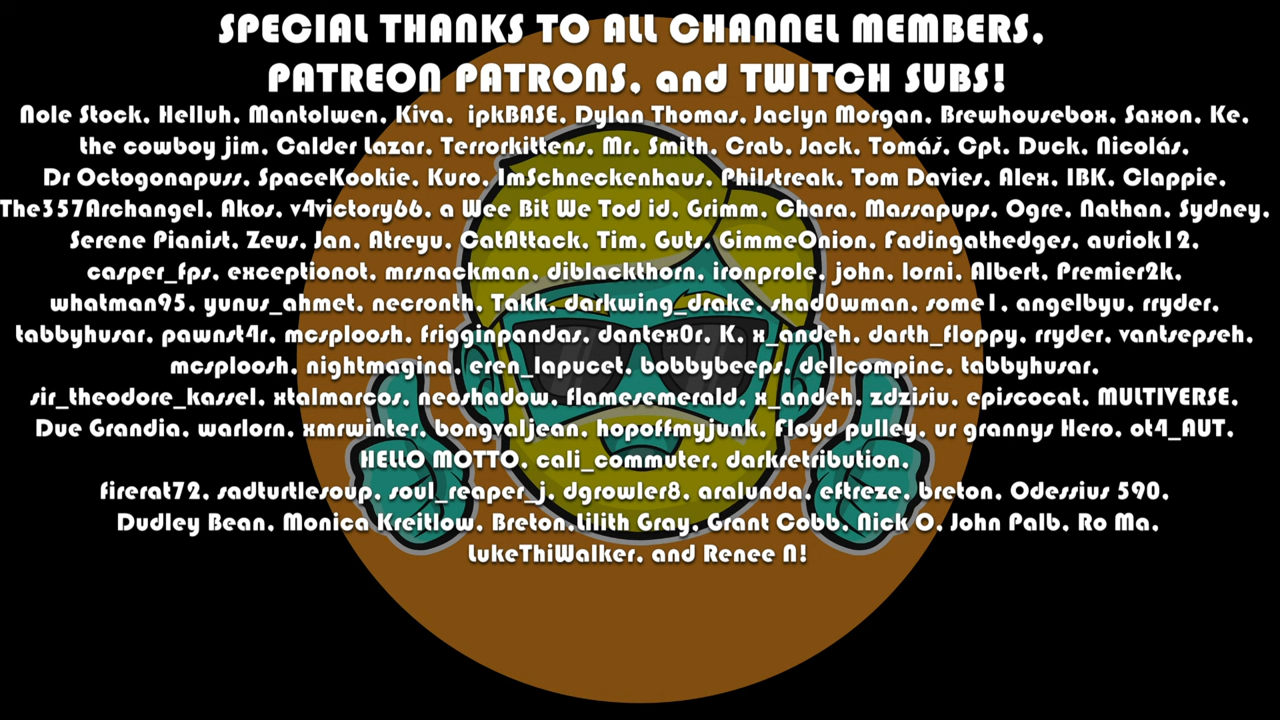 SPECIAL THANKS TO ALL CHANNEL MEMBERS,
PATREON PATRONS, and TWITCH SUBS!
Nole Stock, Helluh, Mantolwen, Kiva, ipkBASE, Dylan Thomas, Jaclyn Morgan, Brewhousebox, Saxon, Ke,
the cowboy jim, Calder Lazar, Terrorkittens, Mr. Smith, Crab, Jack, Tomáš, Cpt. Duck, Nicolás,
Dr Octogonapuss, SpaceKookie, Kuro, ImSchneckenhaus, Philstreak, Tom Davies, Alex, IBK, Clappie,
The357Archangel, Akos, v4victory66, a Wee Bit We Tod id, Grimm, Chara, Massapups, Ogre, Nathan, Sydney,
Serene Pianist, Zeus, Jan, Atreyu, CatAttack, Tim, Guts, GimmeOnion, Fadingathedges, auriok12,
casper_fps, exceptionot, mrsnackman, diblackthorn, ironprole, john, lorni, Albert, Premier2k,
whatman95, yunus_ahmet, necronth, Takk, darkwing_drake, shad0wman, some1, angelbyu, rryder,
tabbyhusar, pawnst4r, mcsploosh, frigginpandas, dantex0r, K, x_andeh, darth_floppy, rryder, vantsepseh,
mcsploosh, nightmagina, eren_lapucet, bobbybeeps, dellcompinc, tabbyhusar,
sir_theodore_kassel, xtalmarcos, neoshadow, flamesemerald, x_andeh, zdzisiu, episcocat, MULTIVERSE,
Due Grandia, warlorn, xmrwinter, bongvaljean, hopoffmyjunk, Floyd pulley, ur grannys Hero, ot4_AUT,
HELLO MOTTO, cali_commuter, darkretribution,
firerat72, sadturtlesoup, soul_reaper_j, dgrowler8, aralunda, eftreze, breton, Odessius 590,
Dudley Bean, Monica Kreitlow, Breton,Lilith Gray, Grant Cobb, Nick O, John Palb, Ro Ma,
LukeThiWalker, and Renee N!